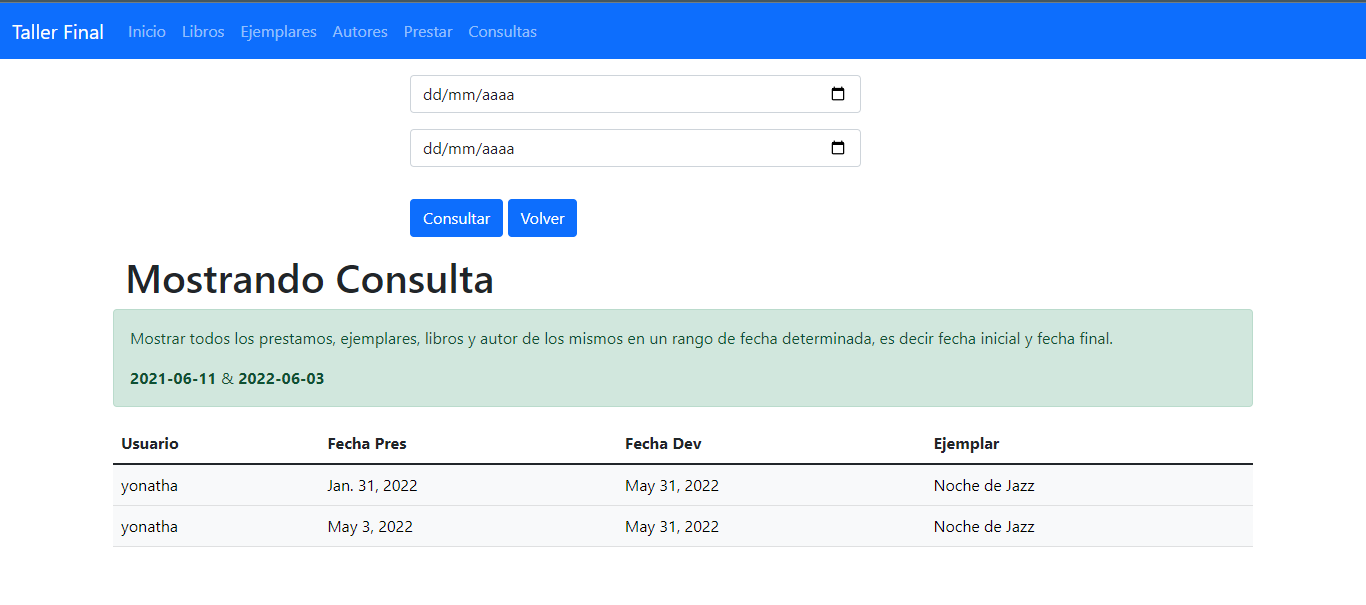 Taller Final Inicio Libros Ejemplares Autores Prestar Consultas
dd/mm/aaaa
dd/mm/aaaa
Consultar Volver
Mostrando Consulta
Mostrar todos los prestamos, ejemplares, libros y autor de los mismos en un rango de fecha determinada, es decir fecha inicial y fecha final.
2021-06-11 & 2022-06-03
Usuario Fecha Pres Fecha Dev Ejemplar
yonatha Jan. 31, 2022 May 31, 2022 Noche de Jazz
yonatha May 3, 2022 May 31, 2022 Noche de Jazz